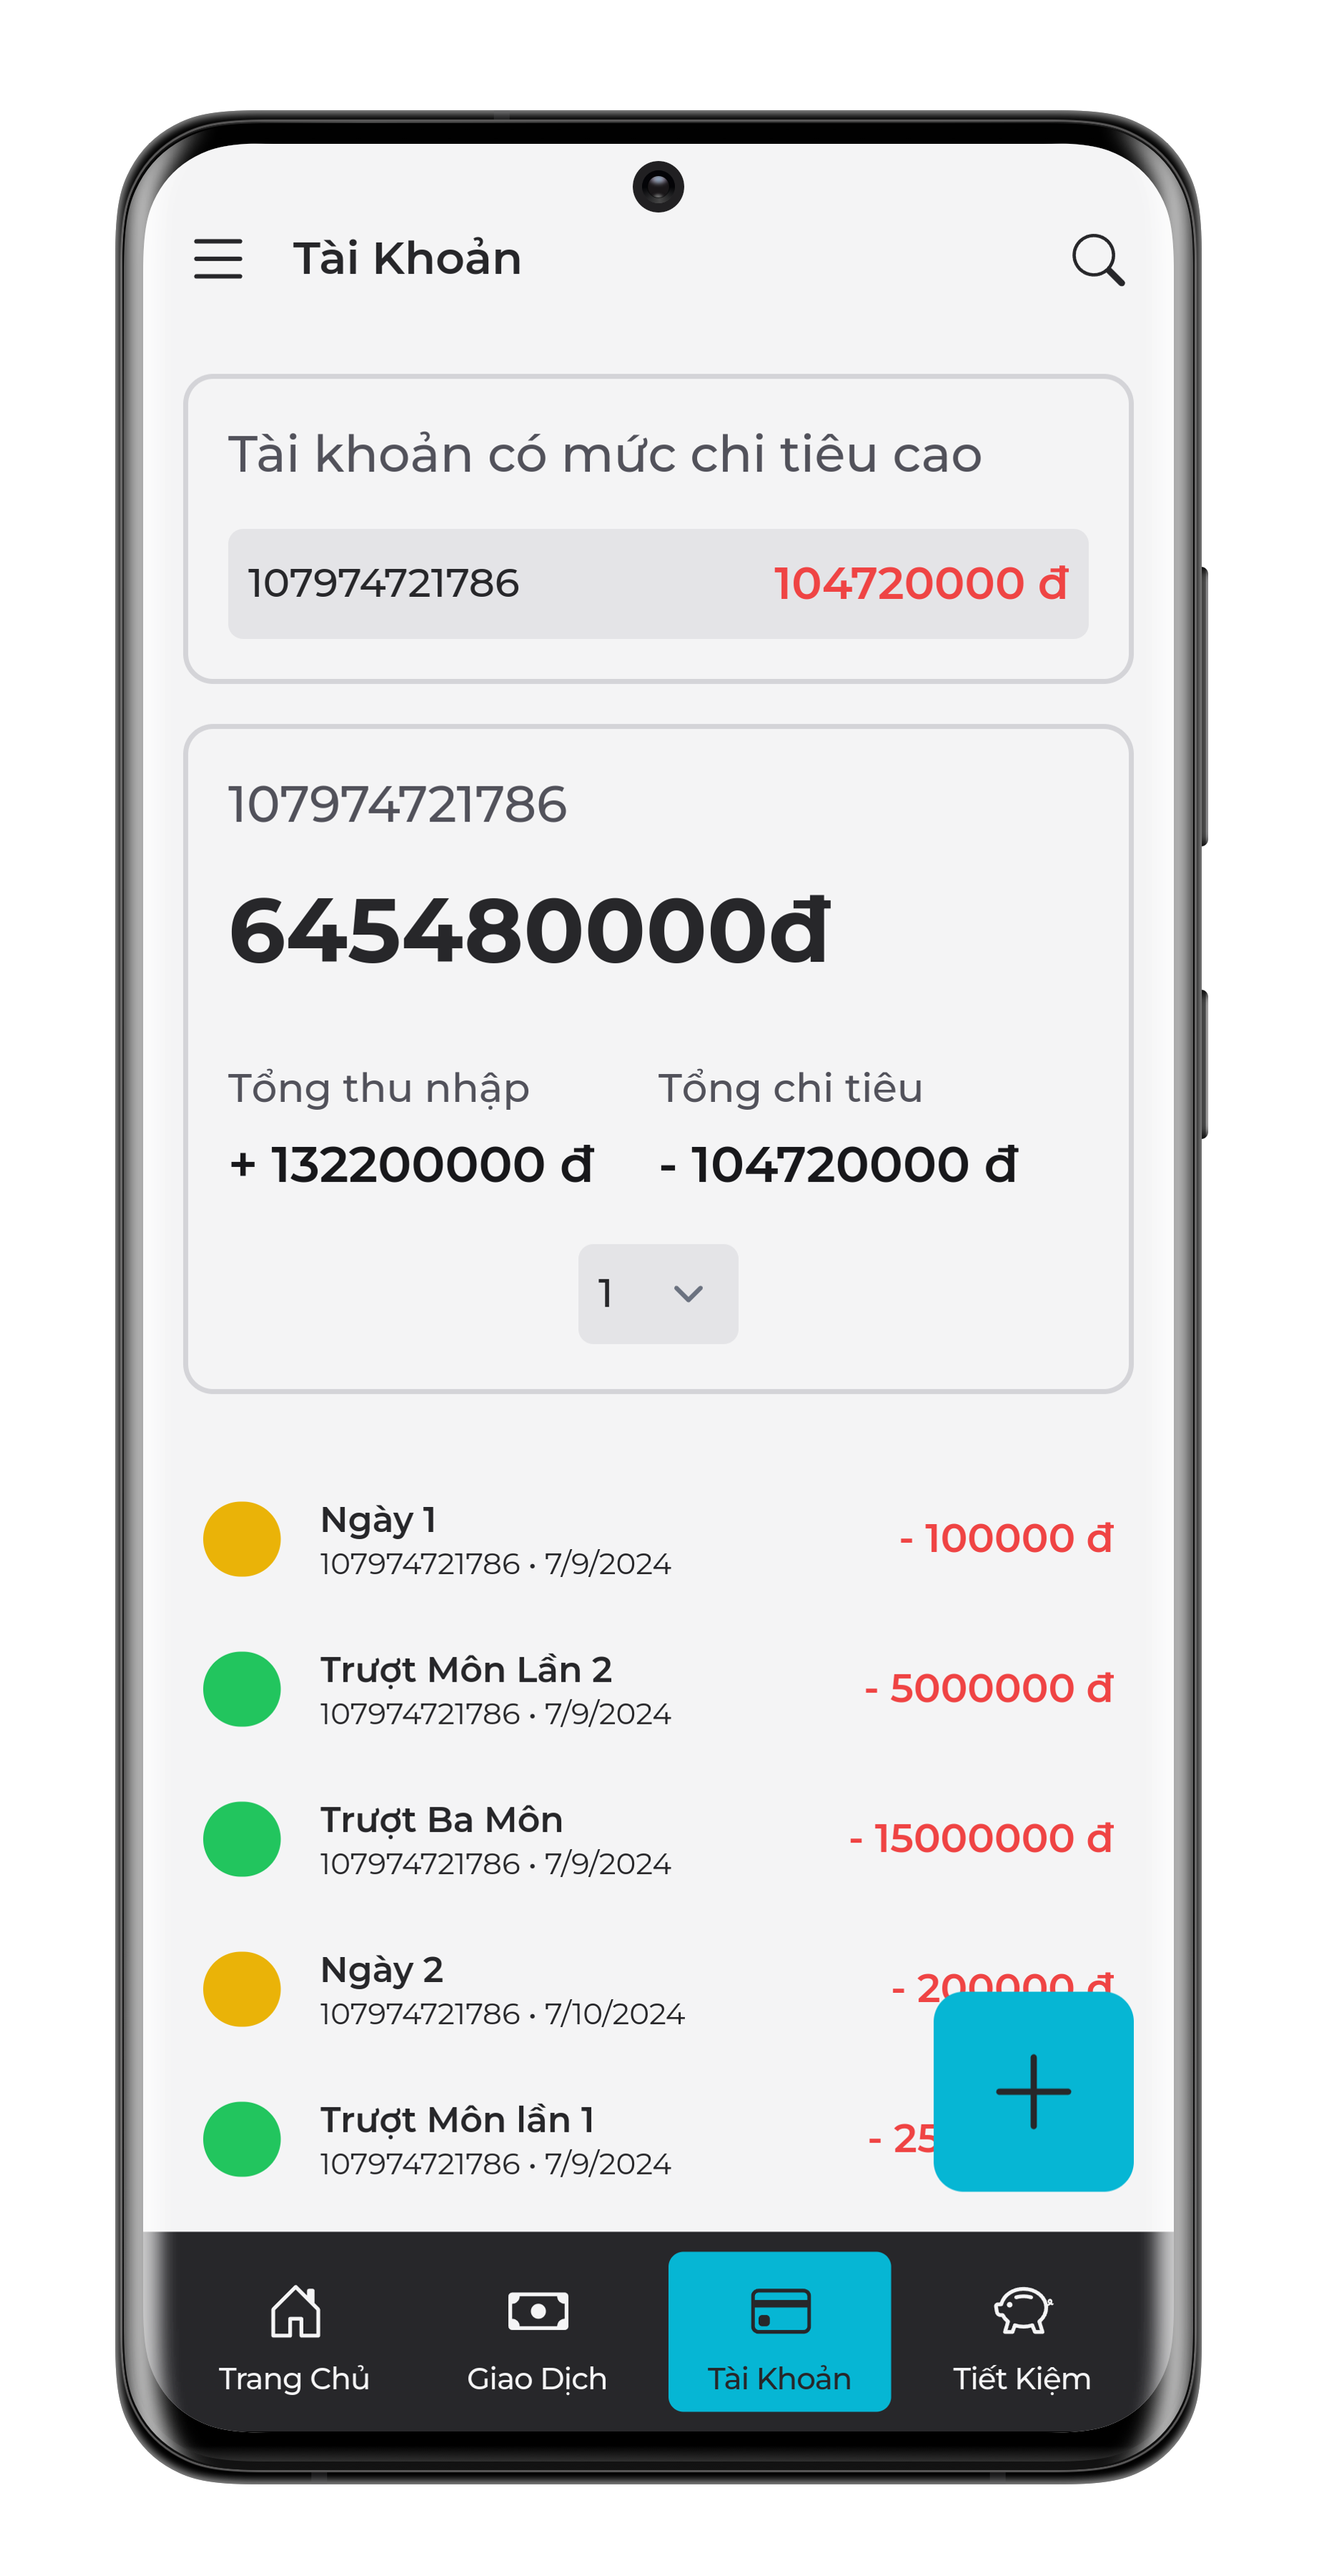 Tài Khoản
Tài khoản có mức chi tiêu cao
107974721786 104720000 đ
107974721786
645480000đ
Tổng thu nhập Tổng chi tiêu
+ 132200000 đ - 104720000 đ
1
Ngày 1
107974721786 • 7/9/2024
- 100000 đ
Trượt Môn Lần 2
107974721786 • 7/9/2024
- 5000000 đ
Trượt Ba Môn
107974721786 • 7/9/2024
- 15000000 đ
Ngày 2
107974721786 • 7/10/2024
- 200000 đ
Trượt Môn lần 1
107974721786 • 7/9/2024
- 25
Trang Chủ Giao Dịch Tài Khoản Tiết Kiệm